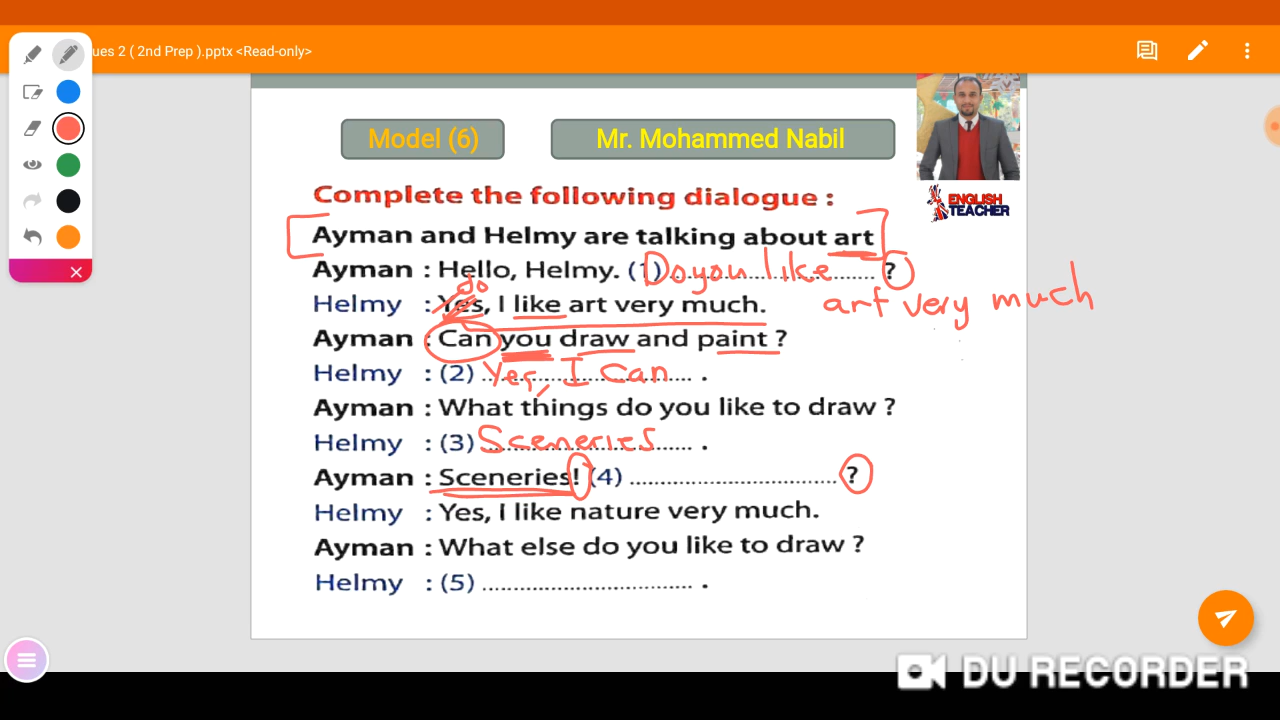 ues 2 ( 2nd Prep ).pptx <Read-only>
Model (6)
Mr. Mohammed Nabil
ENGLISH
TEACHER
Complete the following dialogue :
Ayman and Helmy are talking about art
Ayman : Hello, Helmy. (1) Do you like ........ ?
art very much
do
Helmy : Yes, I like art very much.
Ayman : Can you draw and paint ?
Helmy : (2) Yes, I can ........ .
Ayman : What things do you like to draw ?
Helmy : (3) Sceneries ........ .
Ayman : Sceneries! (4) ................................ ?
Helmy : Yes, I like nature very much.
Ayman : What else do you like to draw ?
Helmy : (5) ................................ .
DU RECORDER